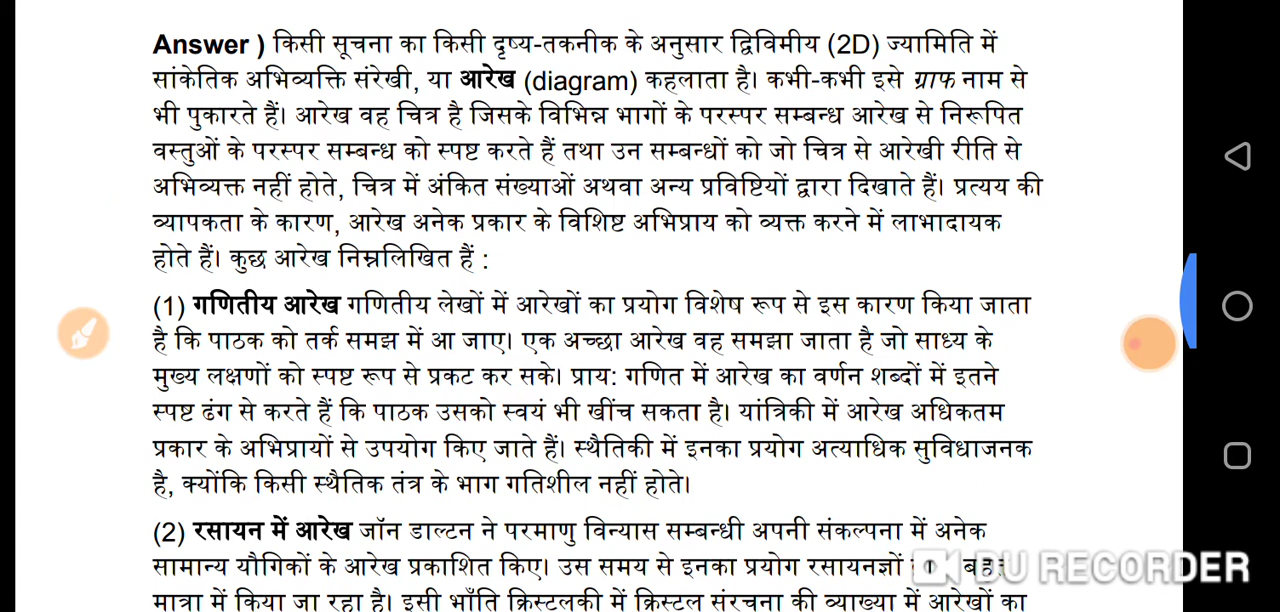 Answer ) किसी सूचना का किसी दृष्य-तकनीक के अनुसार द्विविमीय (2D) ज्यामिति में
सांकेतिक अभिव्यक्ति संरेखी, या आरेख (diagram) कहलाता है। कभी-कभी इसे ग्राफ नाम से
भी पुकारते हैं। आरेख वह चित्र है जिसके विभिन्न भागों के परस्पर सम्बन्ध आरेख से निरूपित
वस्तुओं के परस्पर सम्बन्ध को स्पष्ट करते हैं तथा उन सम्बन्धों को जो चित्र से आरेखी रीति से
अभिव्यक्त नहीं होते, चित्र में अंकित संख्याओं अथवा अन्य प्रविष्टियों द्वारा दिखाते हैं। प्रत्यय की
व्यापकता के कारण, आरेख अनेक प्रकार के विशिष्ट अभिप्राय को व्यक्त करने में लाभादायक
होते हैं। कुछ आरेख निम्नलिखित हैं :
(1) गणितीय आरेख गणितीय लेखों में आरेखों का प्रयोग विशेष रूप से इस कारण किया जाता
है कि पाठक को तर्क समझ में आ जाए। एक अच्छा आरेख वह समझा जाता है जो साध्य के
मुख्य लक्षणों को स्पष्ट रूप से प्रकट कर सके। प्राय: गणित में आरेख का वर्णन शब्दों में इतने
स्पष्ट ढंग से करते हैं कि पाठक उसको स्वयं भी खींच सकता है। यांत्रिकी में आरेख अधिकतम
प्रकार के अभिप्रायों से उपयोग किए जाते हैं। स्थैतिकी में इनका प्रयोग अत्याधिक सुविधाजनक
है, क्योंकि किसी स्थैतिक तंत्र के भाग गतिशील नहीं होते।
(2) रसायन में आरेख जॉन डाल्टन ने परमाणु विन्यास सम्बन्धी अपनी संकल्पना में अनेक
सामान्य यौगिकों के आरेख प्रकाशित किए। उस समय से इनका प्रयोग रसायनज्ञों
DU RECORDER
मात्रा में किया जा रहा है। इसी भाँति क्रिस्टलकी में क्रिस्टल संरचना की व्याख्या में आरेखों का